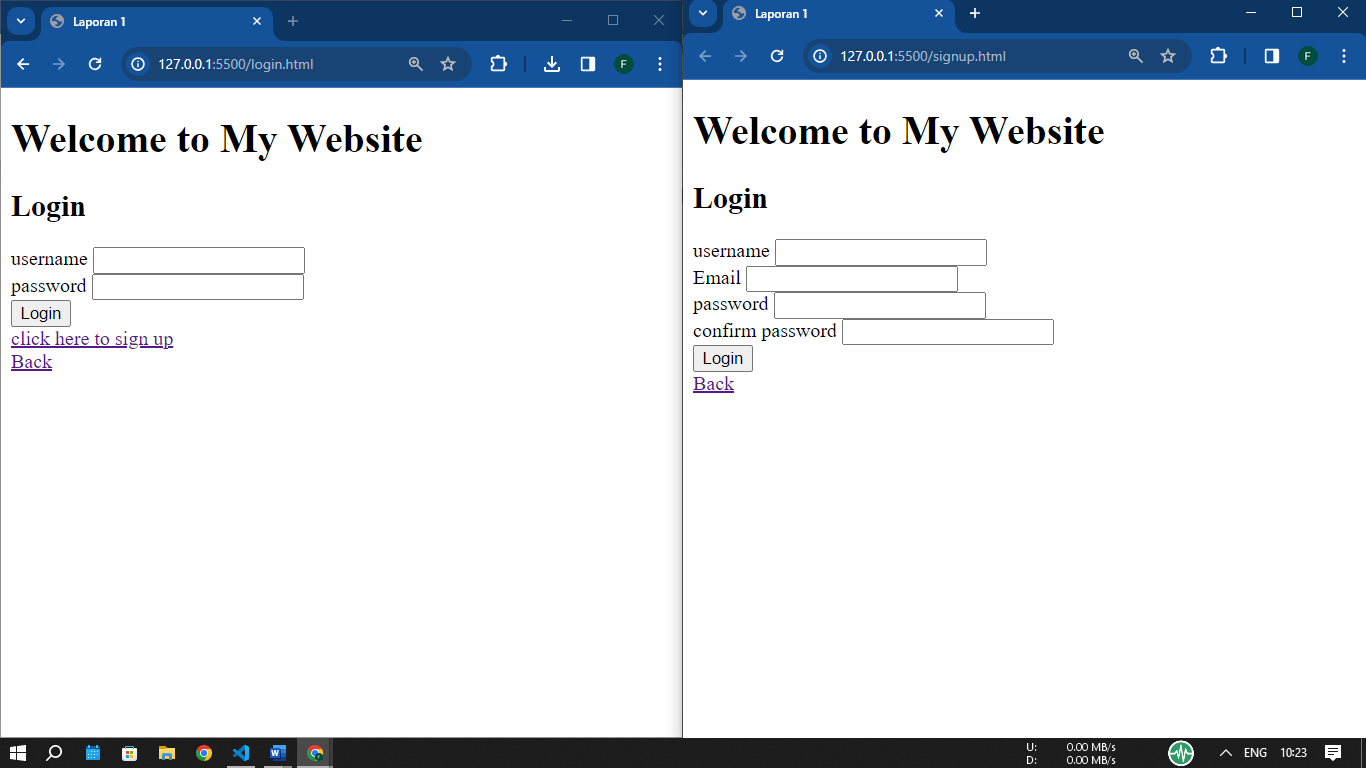 Laporan 1
127.0.0.1:5500/login.html
F
Welcome to My Website
Login
username
password
Login
click here to sign up
Back
Laporan 1
127.0.0.1:5500/signup.html
F
Welcome to My Website
Login
username
Email
password
confirm password
Login
Back
W
U: 0.00 MB/s
D: 0.00 MB/s
ENG
10:23